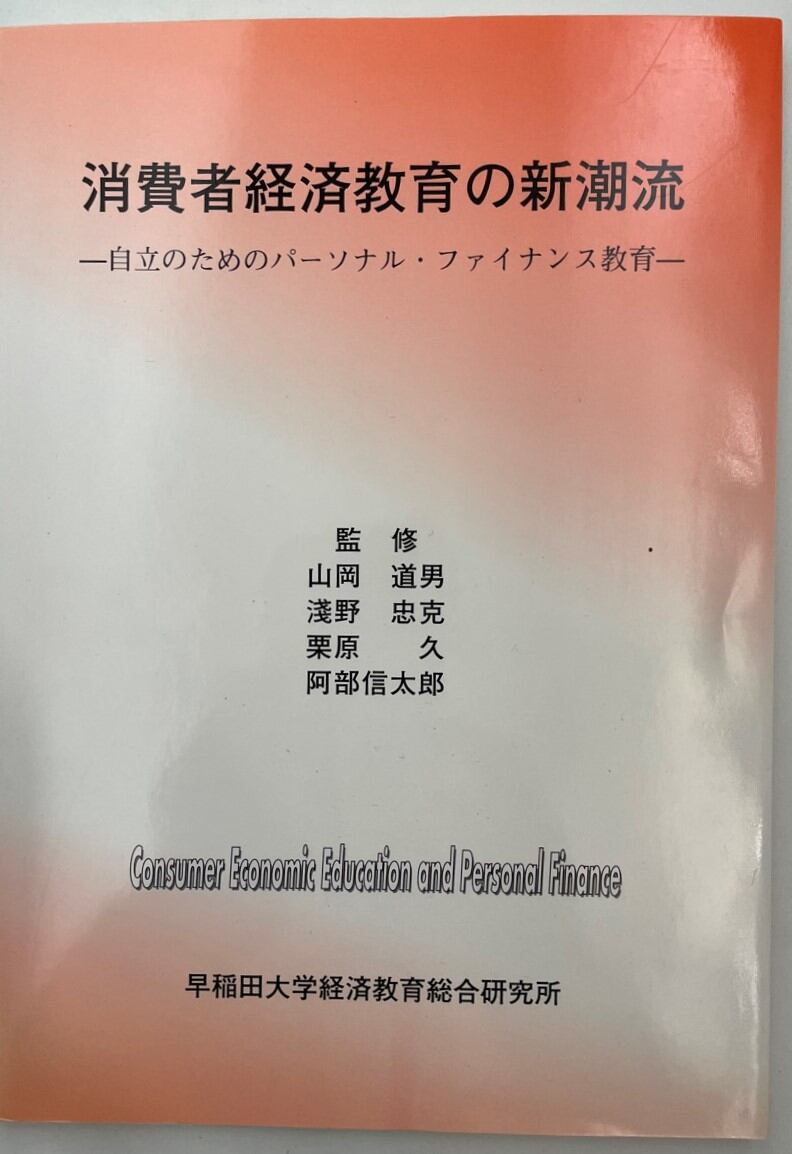 消費者経済教育の新潮流
―自立のためのパーソナル・ファイナンス教育―
監　修
山岡　道男
淺野　忠克
栗原　　久
阿部信太郎
Consumer Economic Education and Personal Finance
早稲田大学経済教育総合研究所